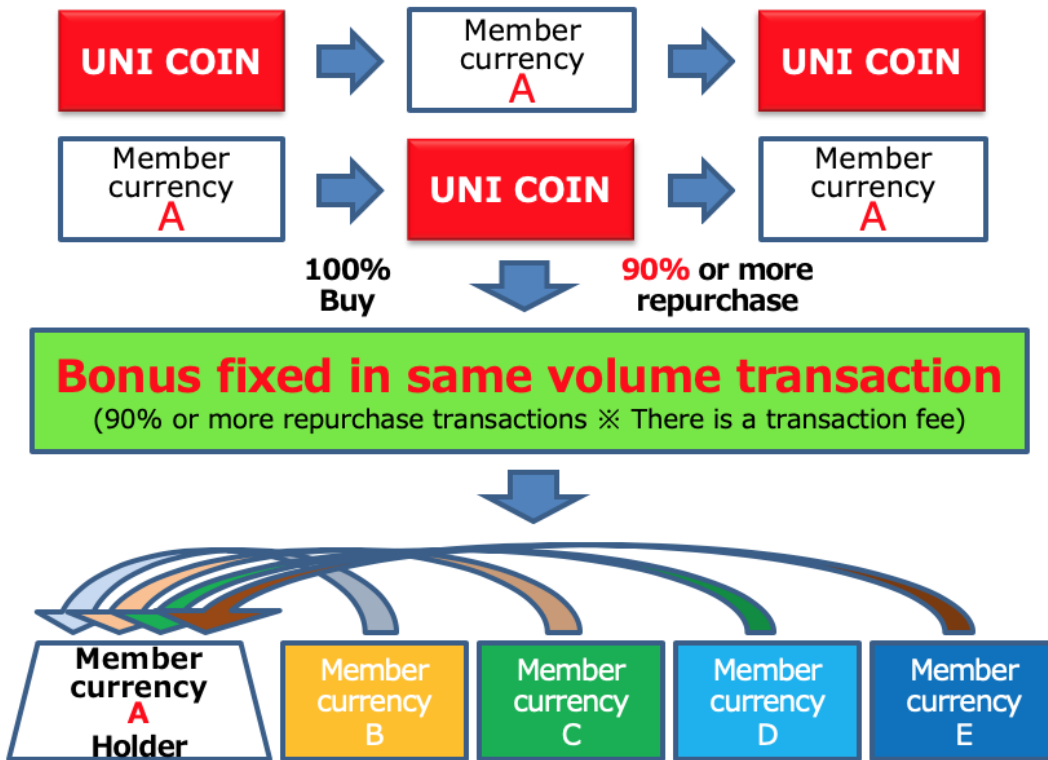 UNI COIN
Member
currency
A
UNI COIN
Member
currency
A
UNI COIN
Member
currency
A
100%
Buy
90% or more
repurchase
Bonus fixed in same volume transaction
(90% or more repurchase transactions ※ There is a transaction fee)
Member
currency
A
Holder
Member
currency
B
Member
currency
C
Member
currency
D
Member
currency
E